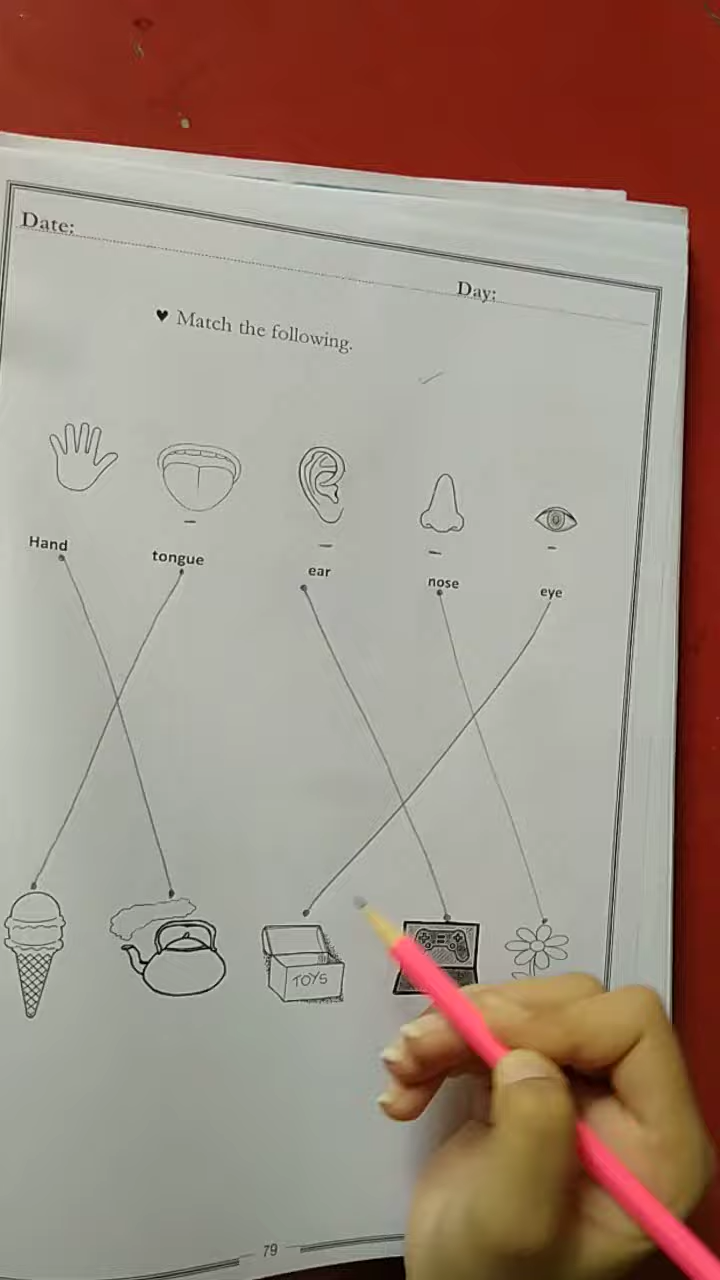 Date:
Day:
♥ Match the following.
Hand
tongue
ear
nose
eye
TOYS
79